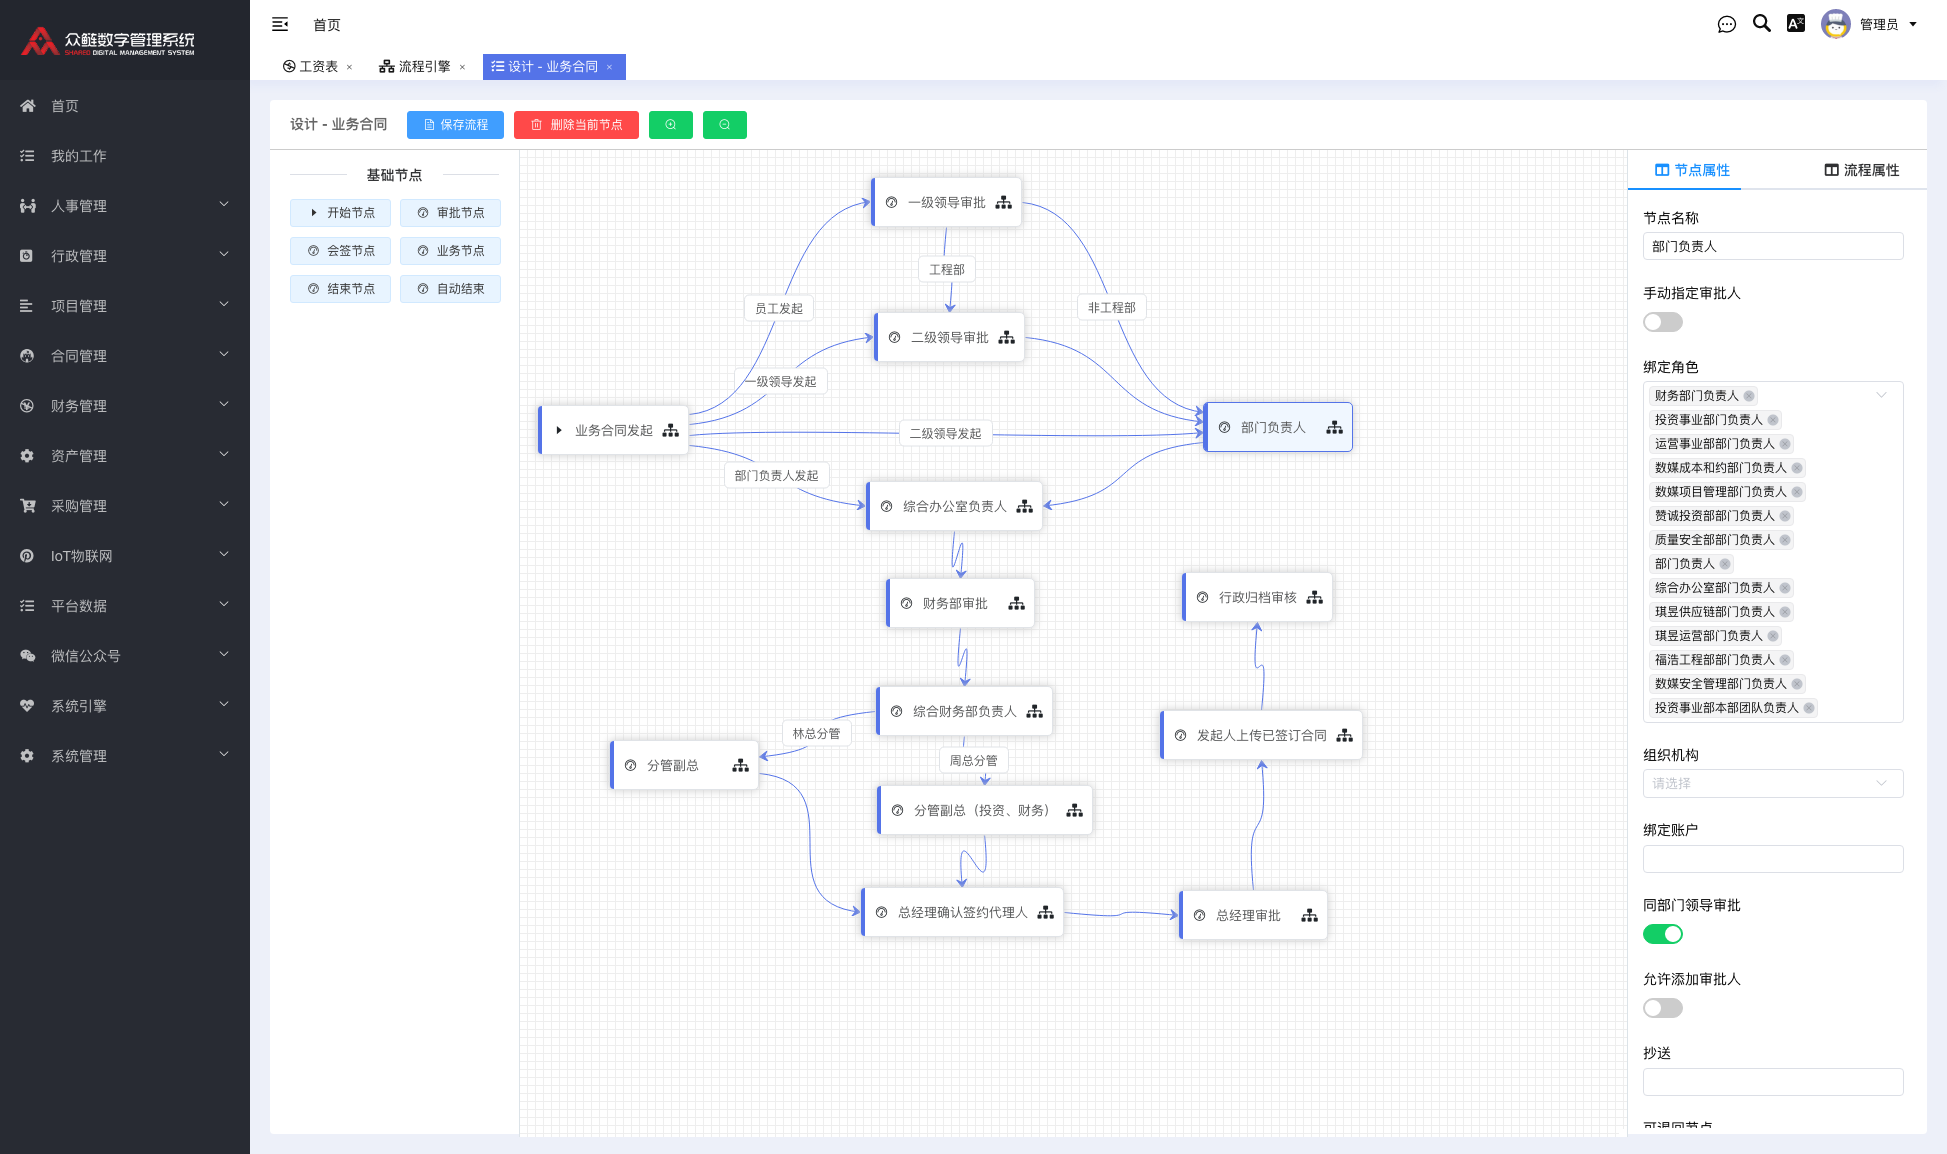 众鲢数字管理系统
SHARED DIGITAL MANAGEMENT SYSTEM
首页
我的工作
人事管理
行政管理
项目管理
合同管理
财务管理
资产管理
采购管理
IoT物联网
平台数据
微信公众号
系统引擎
系统管理
首页
管理员
工资表 ×
流程引擎 ×
设计 - 业务合同 ×
设计 - 业务合同
保存流程
删除当前节点
基础节点
开始节点
审批节点
会签节点
业务节点
结束节点
自动结束
一级领导审批
工程部
员工发起
非工程部
二级领导审批
一级领导发起
业务合同发起
二级领导发起
部门负责人
部门负责人发起
综合办公室负责人
财务部审批
行政归档审核
综合财务部负责人
林总分管
发起人上传已签订合同
周总分管
分管副总
分管副总（投资、财务）
总经理确认签约代理人
总经理审批
节点属性
流程属性
节点名称
部门负责人
手动指定审批人
绑定角色
财务部门负责人
投资事业部门负责人
运营事业部部门负责人
数媒成本和约部门负责人
数媒项目管理部门负责人
赞诚投资部部门负责人
质量安全部部门负责人
部门负责人
综合办公室部门负责人
琪昱供应链部门负责人
琪昱运营部门负责人
福浩工程部部门负责人
数媒安全管理部门负责人
投资事业部本部团队负责人
组织机构
请选择
绑定账户
同部门领导审批
允许添加审批人
抄送
可退回节点